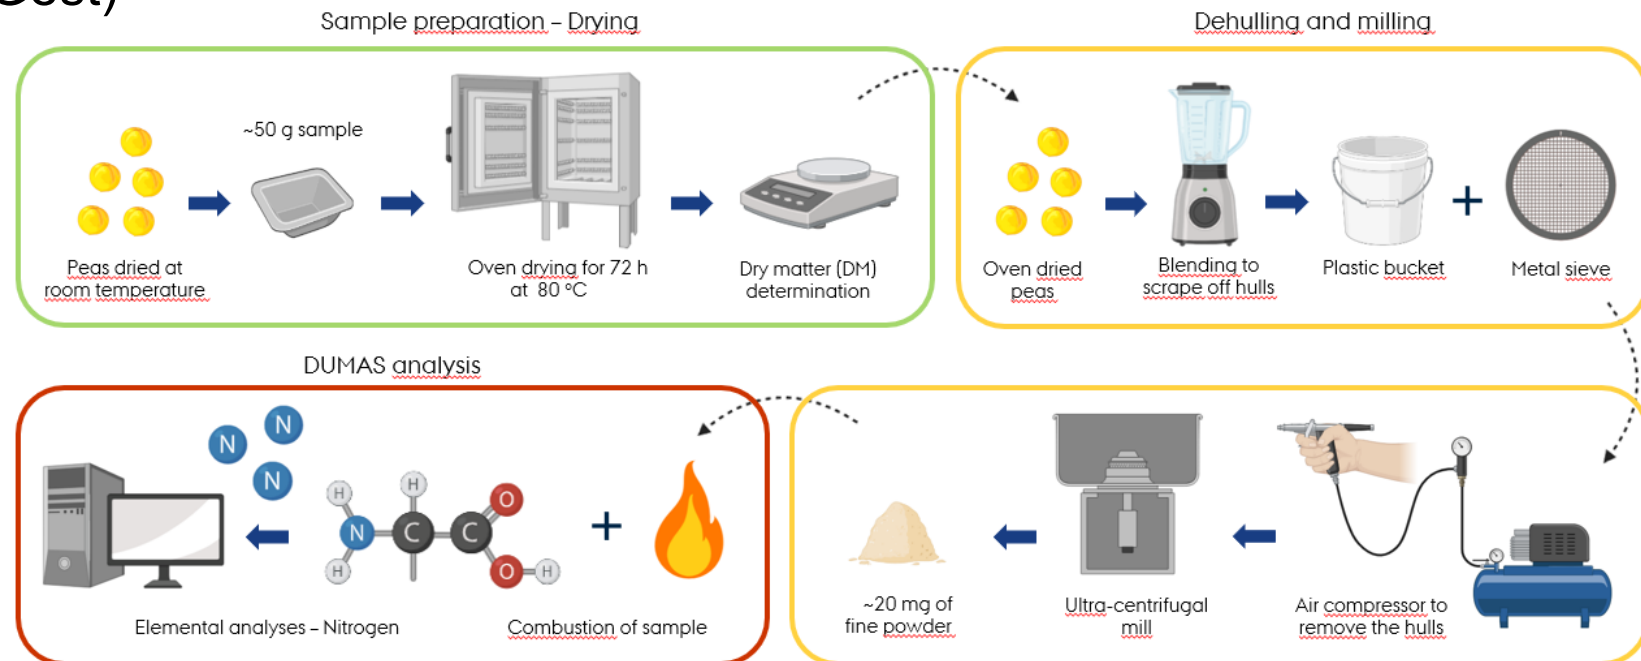 Cost)
Sample preparation – Drying
Dehulling and milling
~50 g sample
Peas dried at
room temperature
Oven drying for 72 h
at 80 ºC
Dry matter (DM)
determination
Oven dried
peas
Blending to
scrape off hulls
Plastic bucket
+
Metal sieve
DUMAS analysis
N
N
N
H
H
N
H
C
C
O
O
H
+
Elemental analyses – Nitrogen
Combustion of sample
~20 mg of
fine powder
Ultra-centrifugal
mill
Air compressor to
remove the hulls